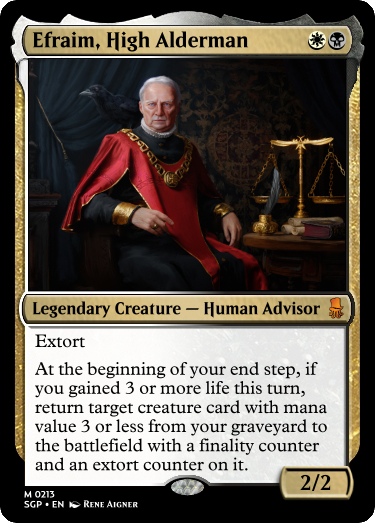 Efraim, High Alderman
Legendary Creature — Human Advisor
Extort
At the beginning of your end step, if
you gained 3 or more life this turn,
return target creature card with mana
value 3 or less from your graveyard to
the battlefield with a finality counter
and an extort counter on it.
2/2
M 0213
SGP • EN Rene Aigner